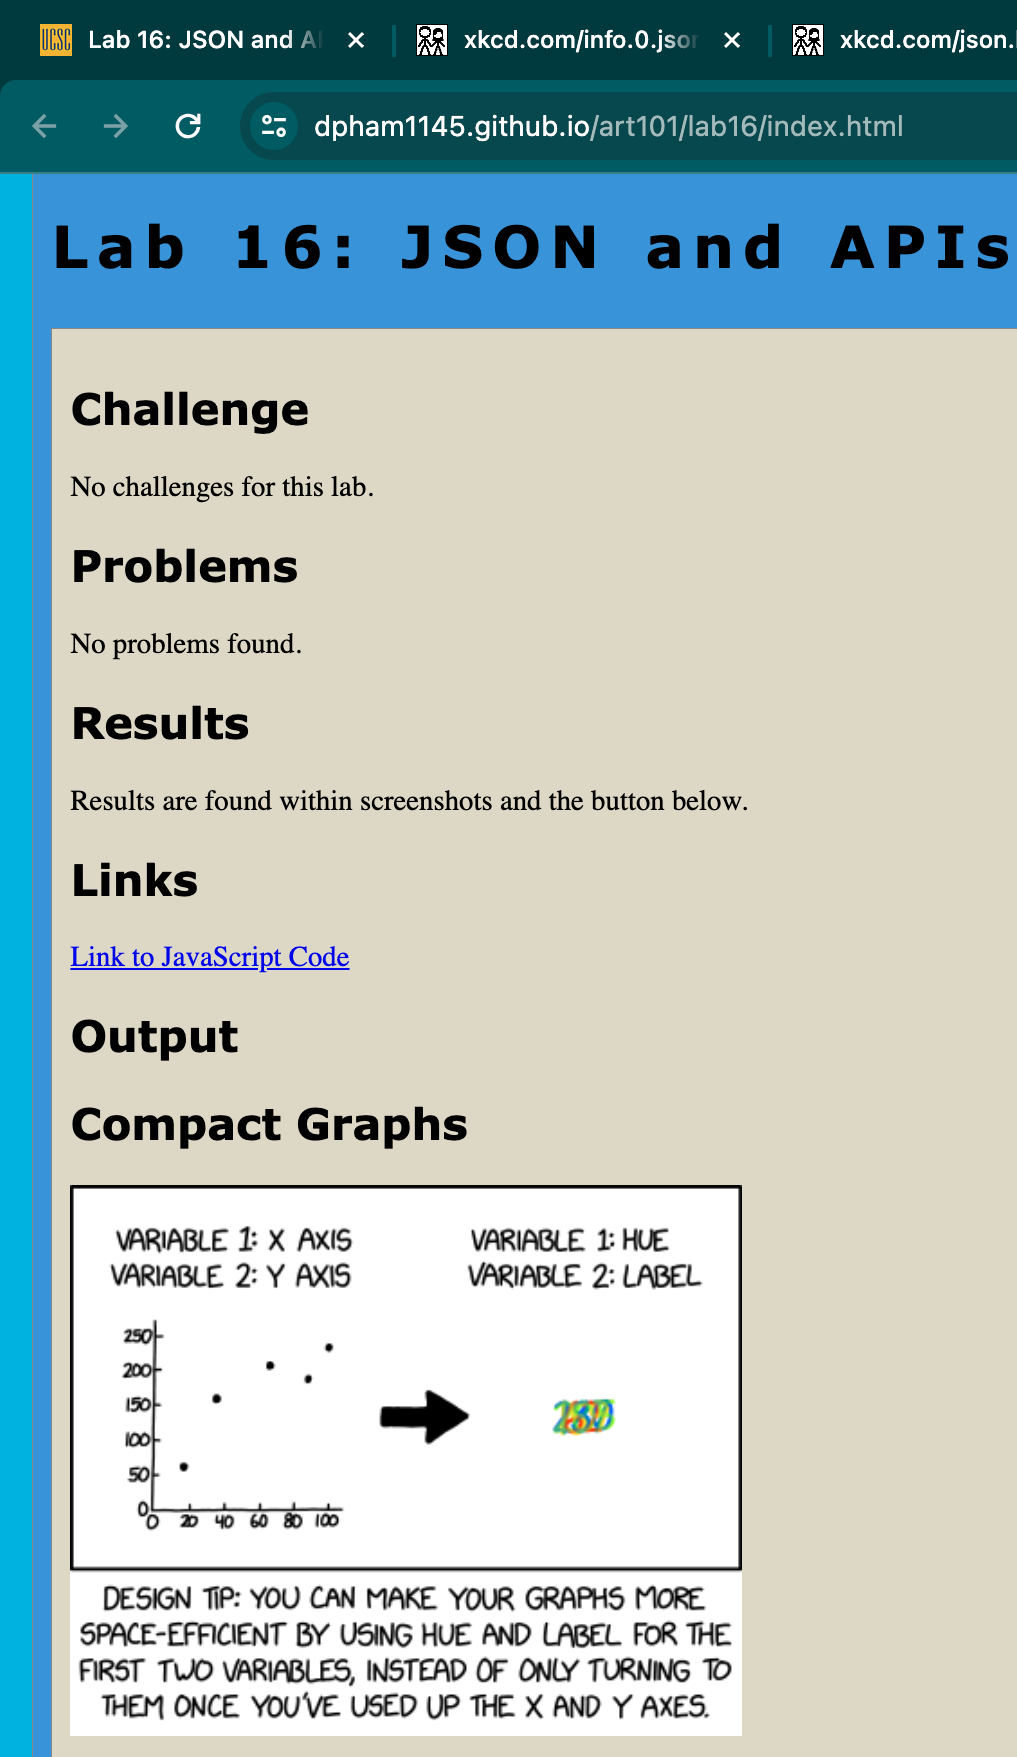 UCSC Lab 16: JSON and A
xkcd.com/info.0.json
xkcd.com/json.
dpham1145.github.io/art101/lab16/index.html
Lab 16: JSON and APIs
Challenge
No challenges for this lab.
Problems
No problems found.
Results
Results are found within screenshots and the button below.
Links
Link to JavaScript Code
Output
Compact Graphs
VARIABLE 1: X AXIS
VARIABLE 2: Y AXIS
VARIABLE 1: HUE
VARIABLE 2: LABEL
250
200
150
100
50
0
0 20 40 60 80 100
DESIGN TIP: YOU CAN MAKE YOUR GRAPHS MORE
SPACE-EFFICIENT BY USING HUE AND LABEL FOR THE
FIRST TWO VARIABLES, INSTEAD OF ONLY TURNING TO
THEM ONCE YOU'VE USED UP THE X AND Y AXES.